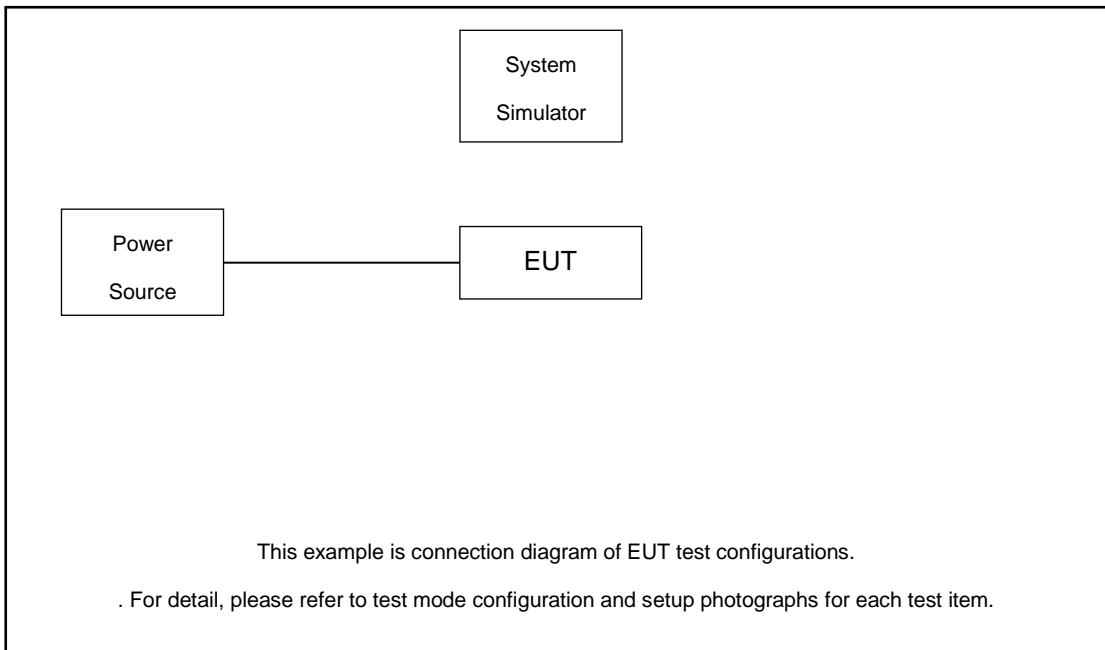 System
Simulator
Power
Source
EUT
This example is connection diagram of EUT test configurations.
. For detail, please refer to test mode configuration and setup photographs for each test item.